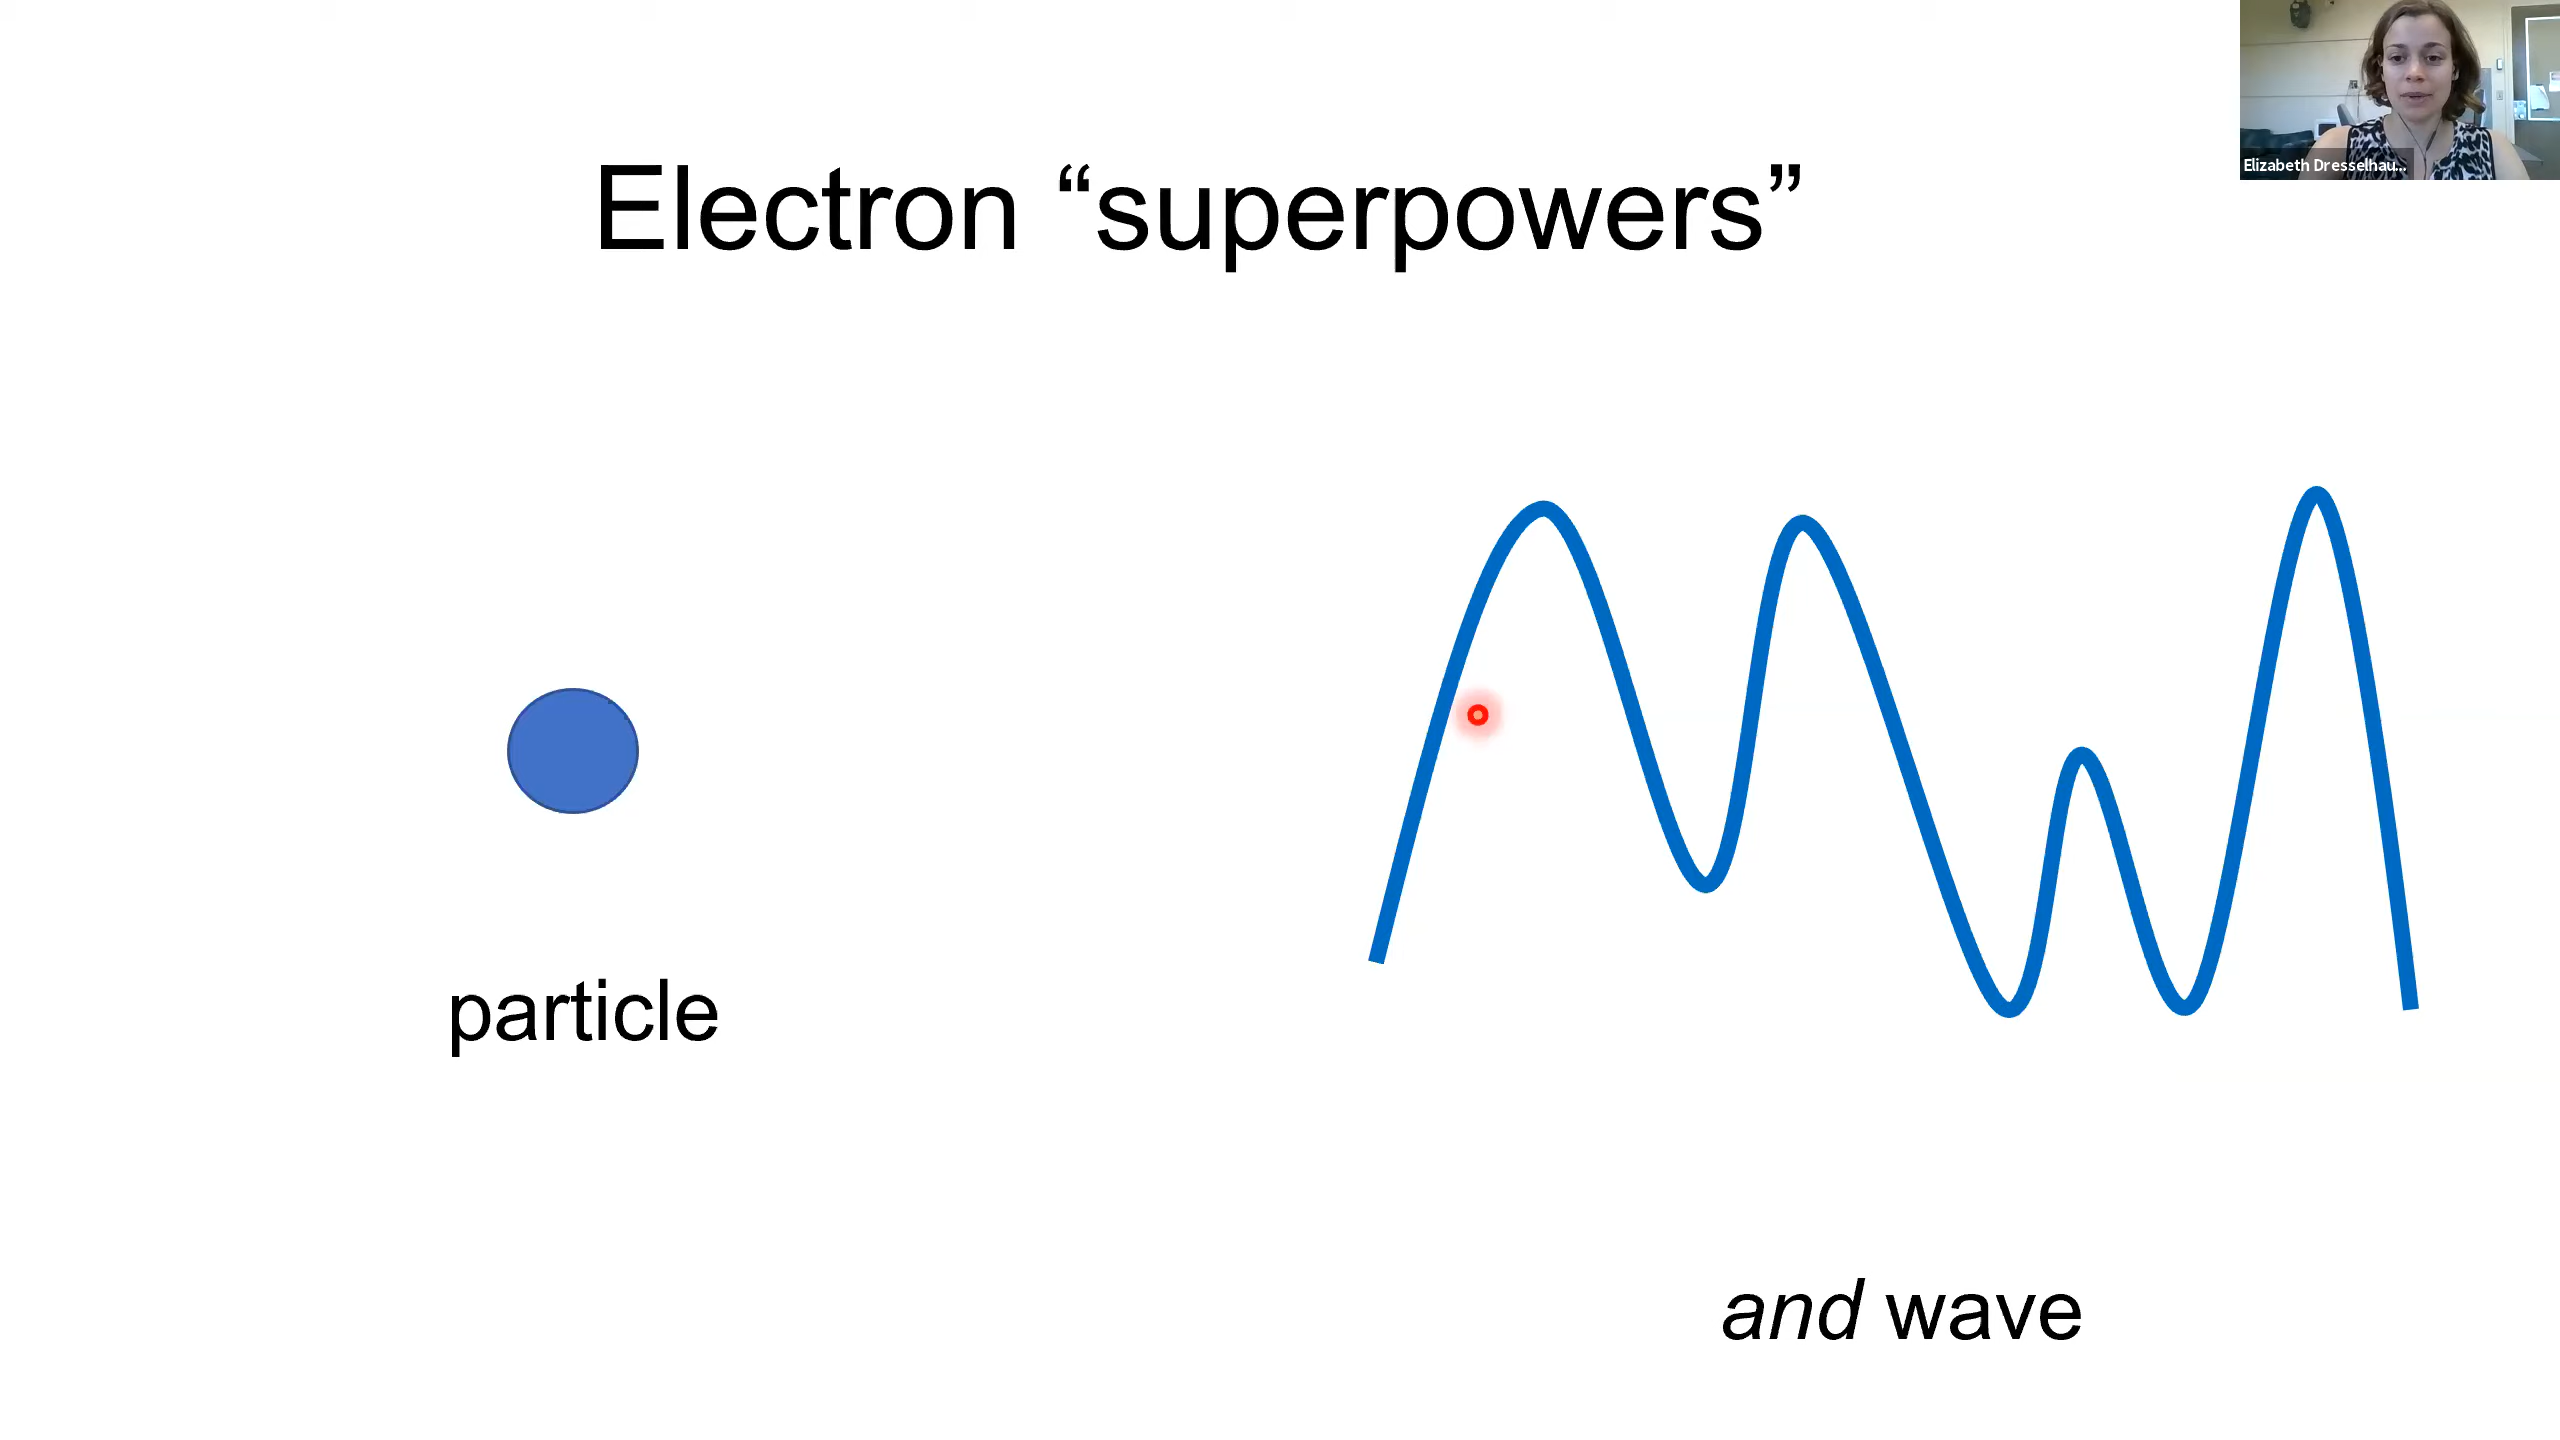 Elizabeth Dresselhau...
Electron “superpowers”
particle
and wave